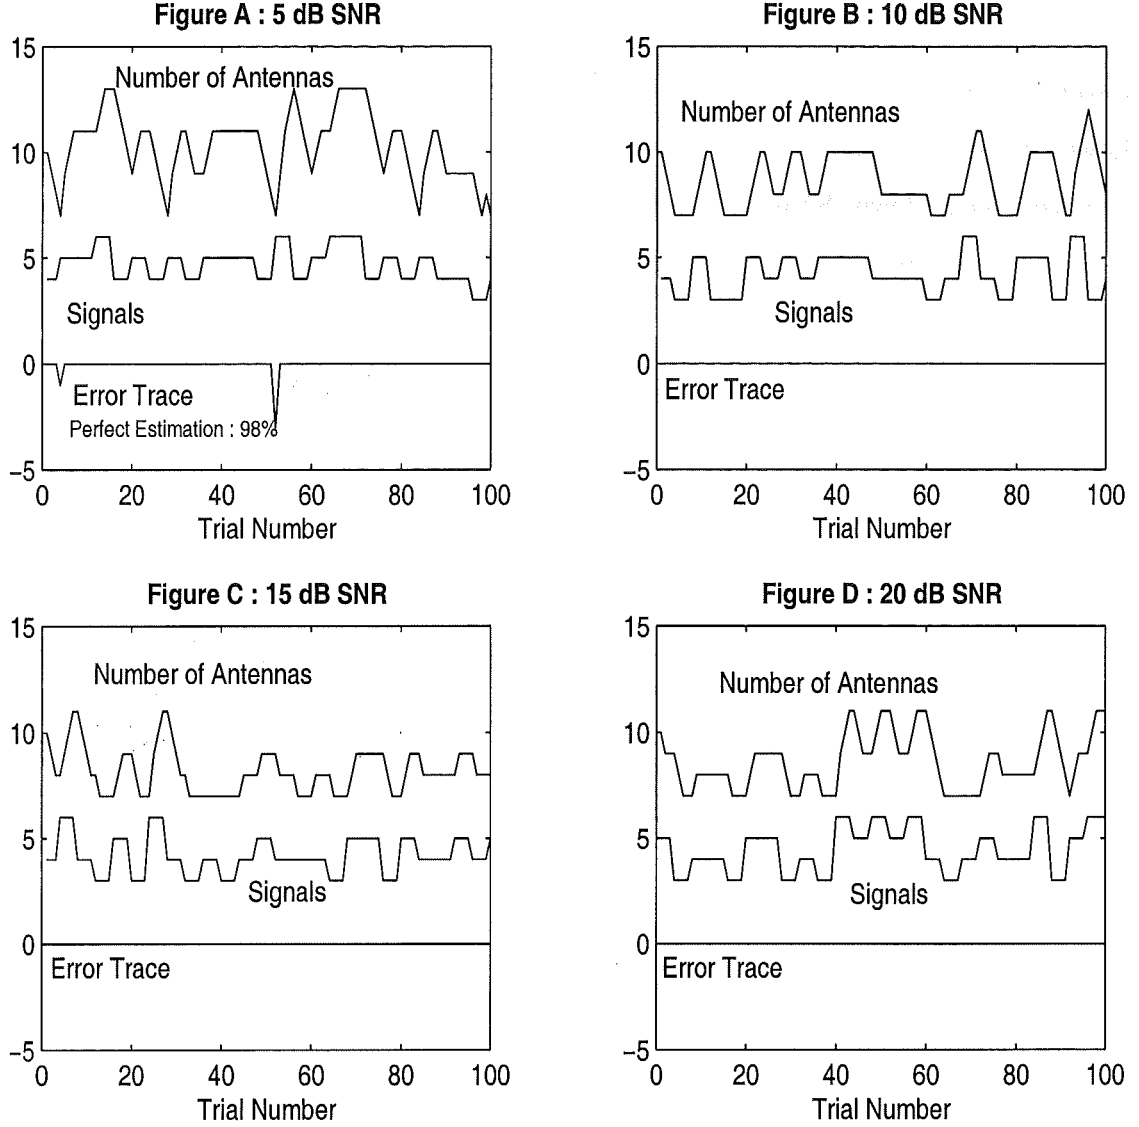 Figure A : 5 dB SNR
15
Number of Antennas
10
5
Signals
0
Error Trace
Perfect Estimation : 98%
−5
0 20 40 60 80 100
Trial Number
Figure B : 10 dB SNR
15
Number of Antennas
10
5
Signals
0
Error Trace
−5
0 20 40 60 80 100
Trial Number
Figure C : 15 dB SNR
15
Number of Antennas
10
5
Signals
0
Error Trace
−5
0 20 40 60 80 100
Trial Number
Figure D : 20 dB SNR
15
Number of Antennas
10
5
Signals
0
Error Trace
−5
0 20 40 60 80 100
Trial Number